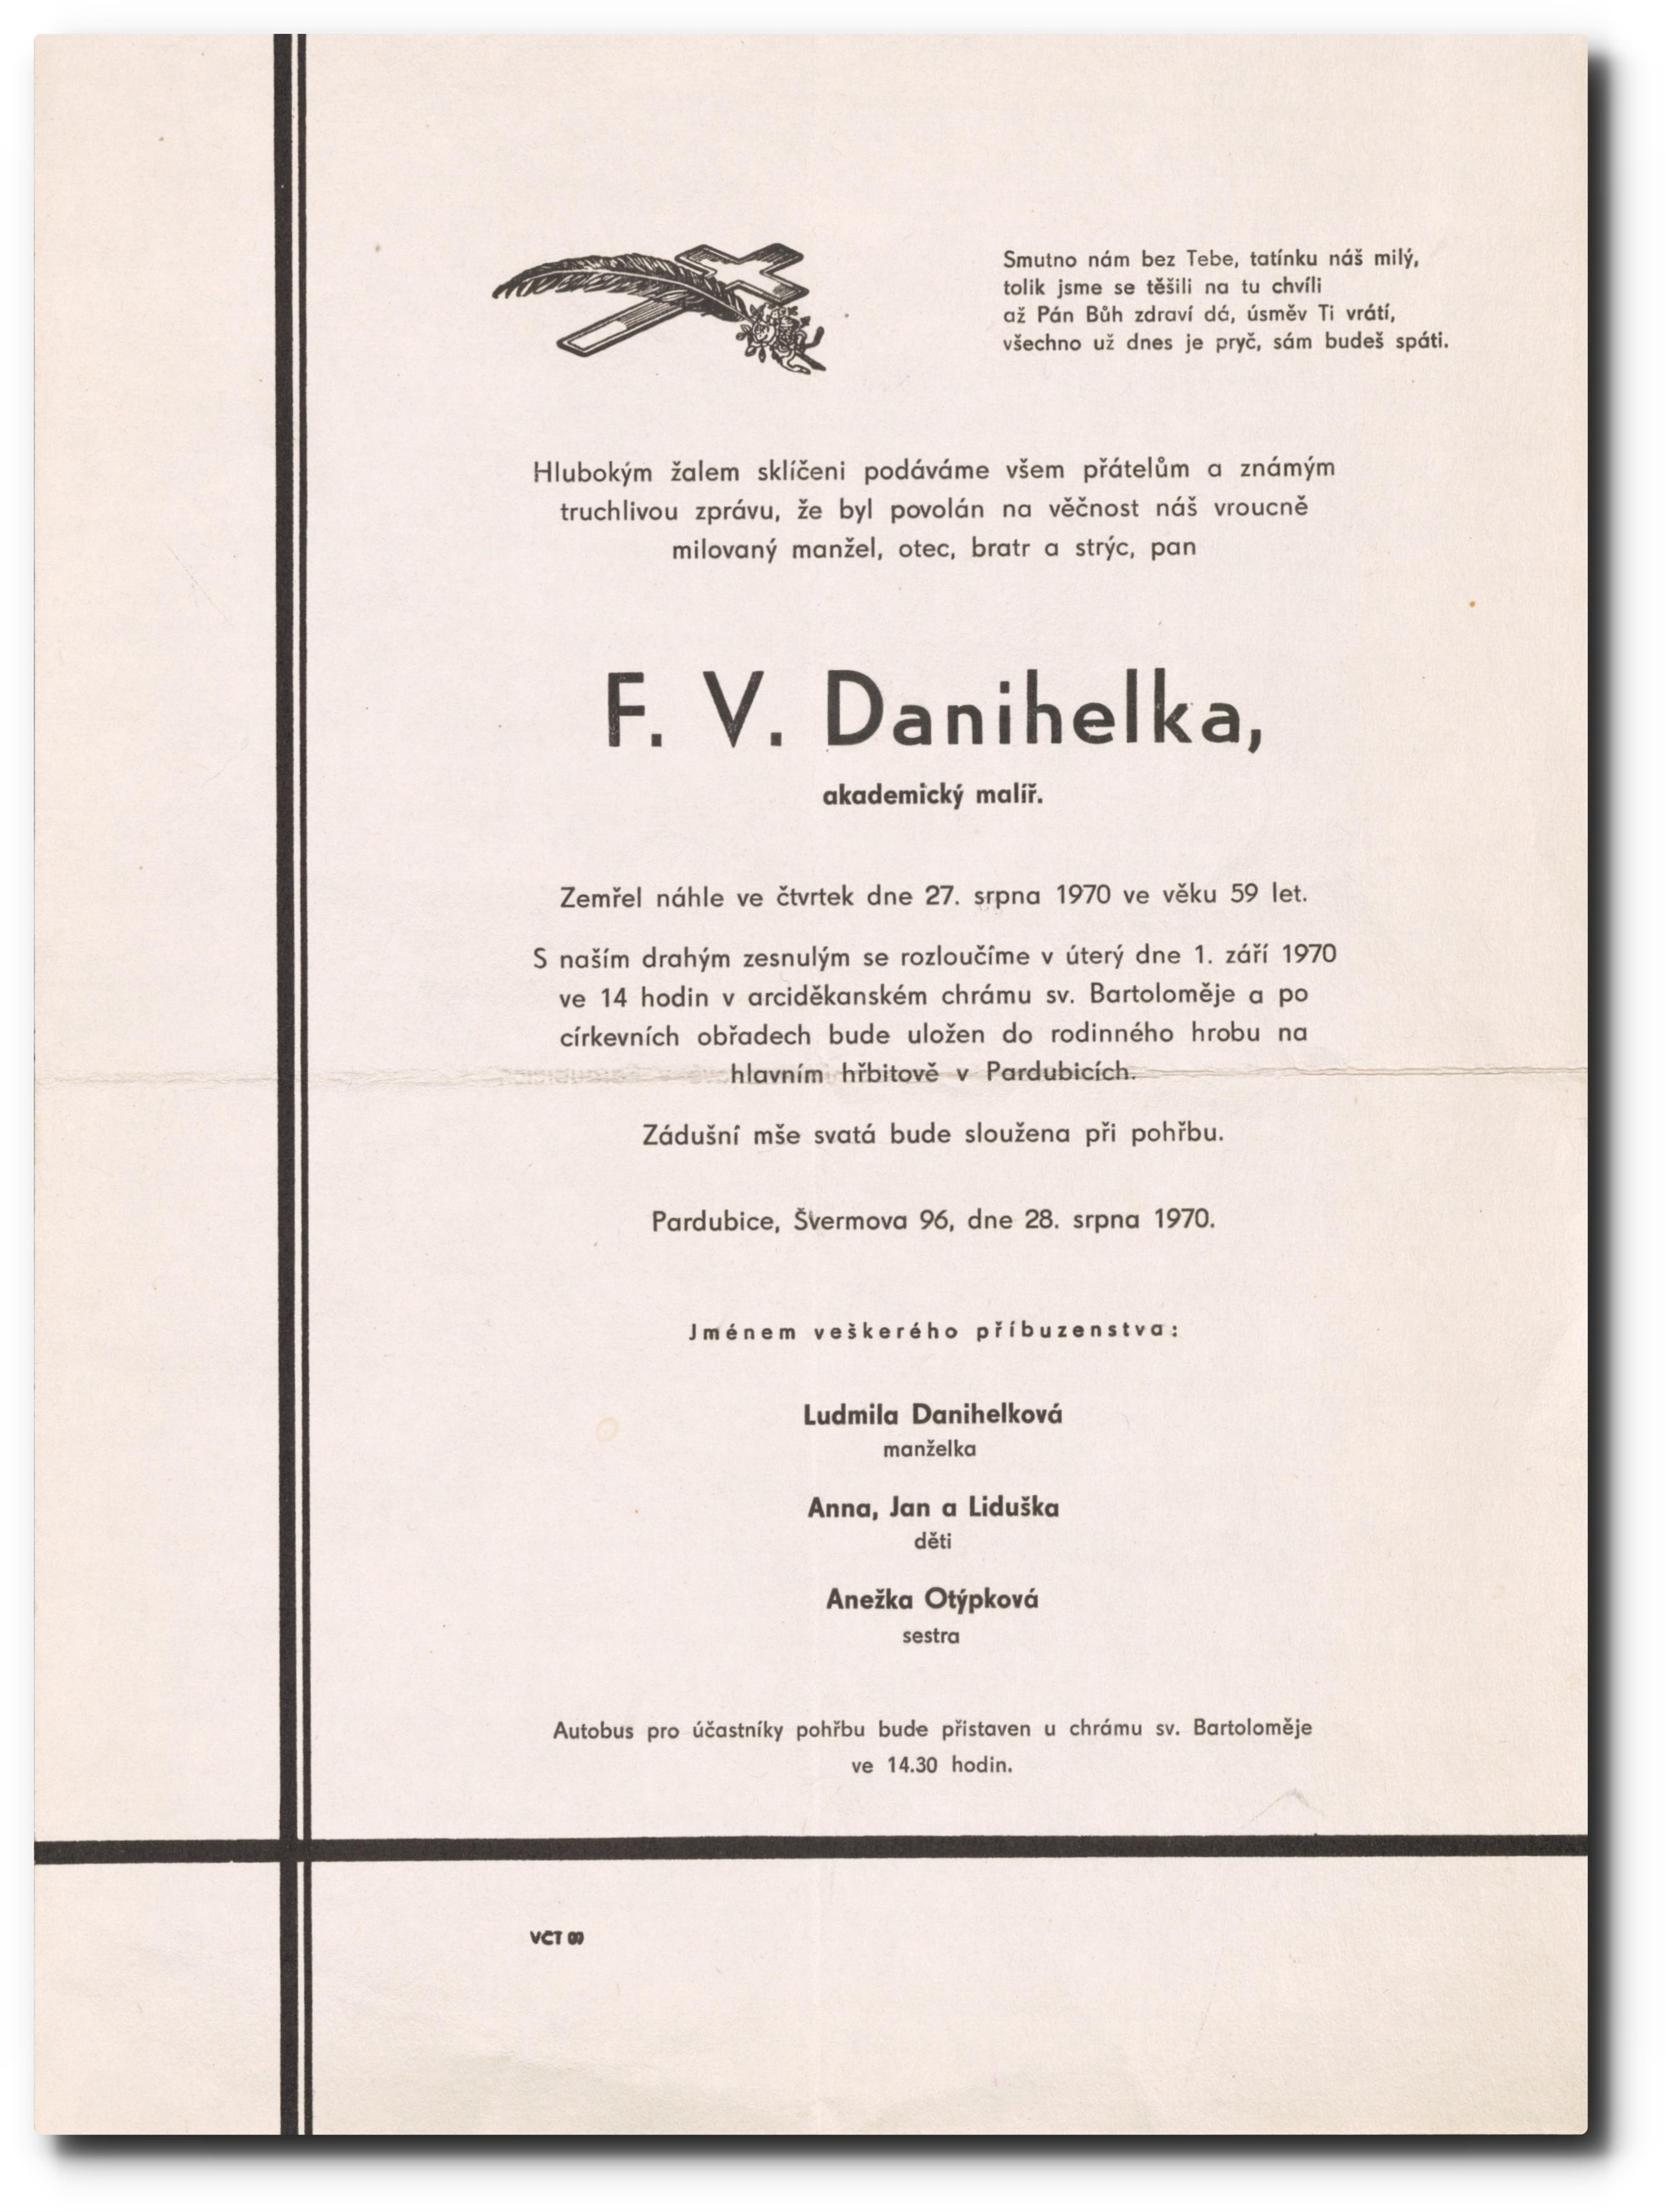 Smutno nám bez Tebe, tatínku náš milý,
tolik jsme se těšili na tu chvíli
až Pán Bůh zdraví dá, úsměv Ti vrátí,
všechno už dnes je pryč, sám budeš spáti.
Hlubokým žalem sklíčeni podáváme všem přátelům a známým
truchlivou zprávu, že byl povolán na věčnost náš vroucně
milovaný manžel, otec, bratr a strýc, pan
F. V. Danihelka,
akademický malíř.
Zemřel náhle ve čtvrtek dne 27. srpna 1970 ve věku 59 let.
S naším drahým zesnulým se rozloučíme v úterý dne 1. září 1970
ve 14 hodin v arciděkanském chrámu sv. Bartoloměje a po
církevních obřadech bude uložen do rodinného hrobu na
hlavním hřbitově v Pardubicích.
Zádušní mše svatá bude sloužena při pohřbu.
Pardubice, Švermova 96, dne 28. srpna 1970.
Jménem veškerého příbuzenstva:
Ludmila Danihelková
manželka
Anna, Jan a Liduška
děti
Anežka Otýpková
sestra
Autobus pro účastníky pohřbu bude přistaven u chrámu sv. Bartoloměje
ve 14.30 hodin.
VČT